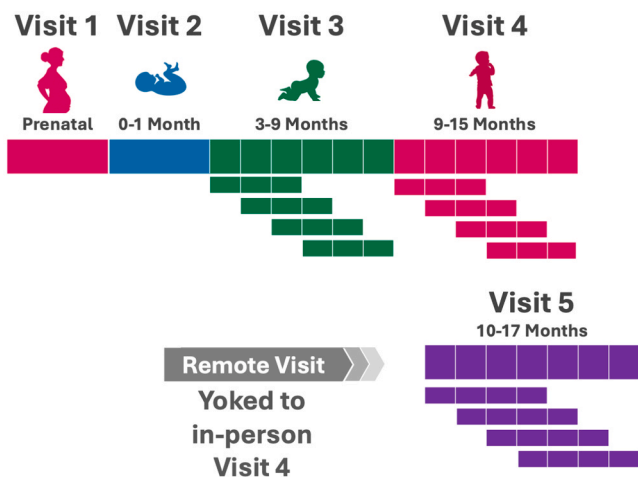 Visit 1
Visit 2
Visit 3
Visit 4
Prenatal
0-1 Month
3-9 Months
9-15 Months
Visit 5
10-17 Months
Remote Visit
Yoked to
in-person
Visit 4